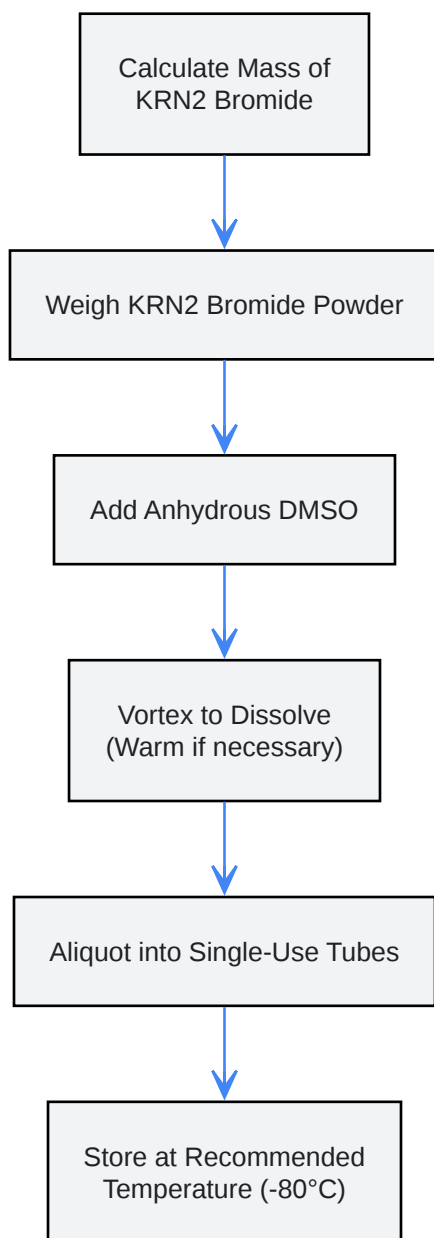 Calculate Mass of
KRN2 Bromide
Weigh KRN2 Bromide Powder
Add Anhydrous DMSO
Vortex to Dissolve
(Warm if necessary)
Aliquot into Single-Use Tubes
Store at Recommended
Temperature (-80°C)